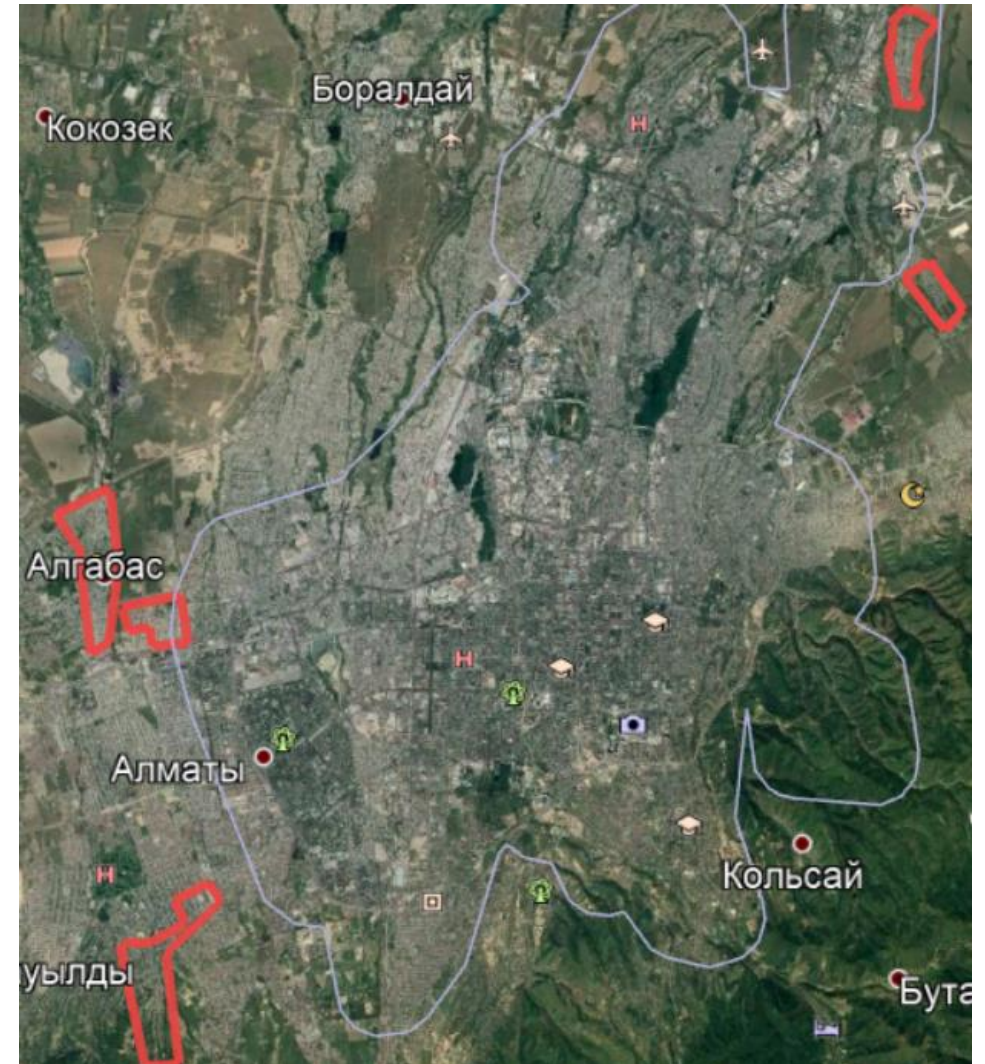 Боралдай
Кокозек
Алгабас
Алматы
Кольсай
уылды
Бута